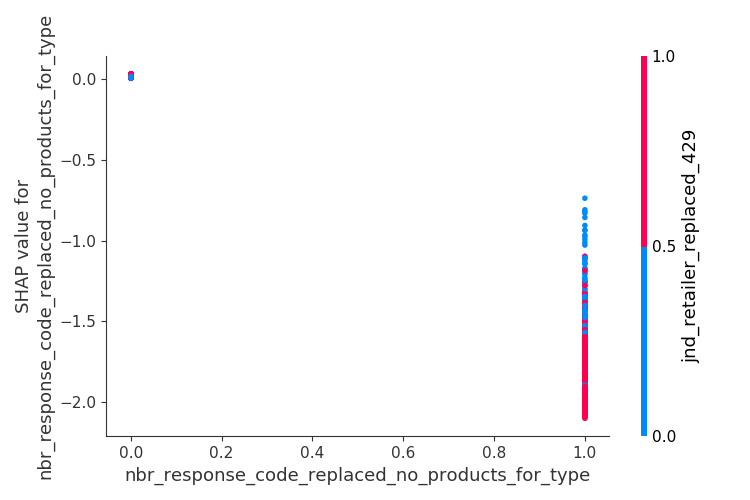 SHAP value for
nbr_response_code_replaced_no_products_for_type
0.0
−0.5
−1.0
−1.5
−2.0
0.0 0.2 0.4 0.6 0.8 1.0
nbr_response_code_replaced_no_products_for_type
1.0
0.5
0.0
jnd_retailer_replaced_429